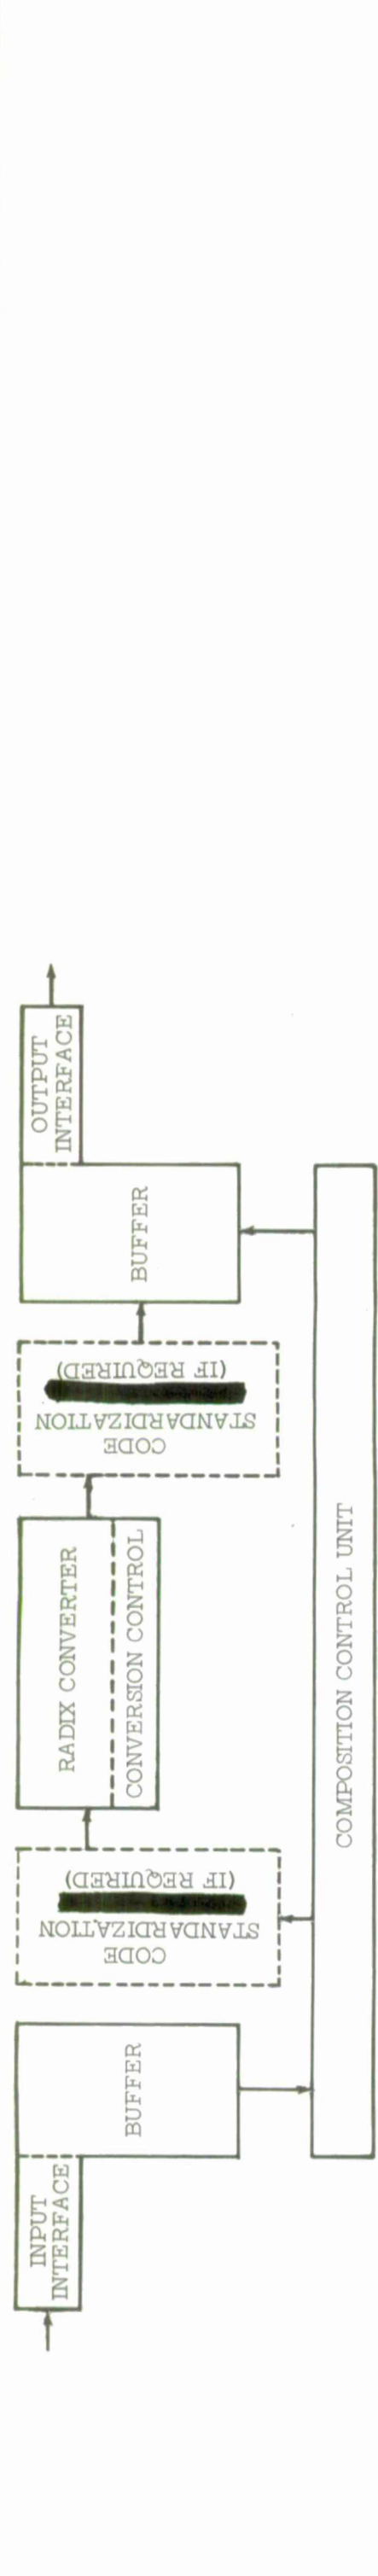 INPUT
INTERFACE
BUFFER
CODE
STANDARDIZATION
(IF REQUIRED)
RADIX CONVERTER
CONVERSION CONTROL
CODE
STANDARDIZATION
(IF REQUIRED)
BUFFER
OUTPUT
INTERFACE
COMPOSITION CONTROL UNIT